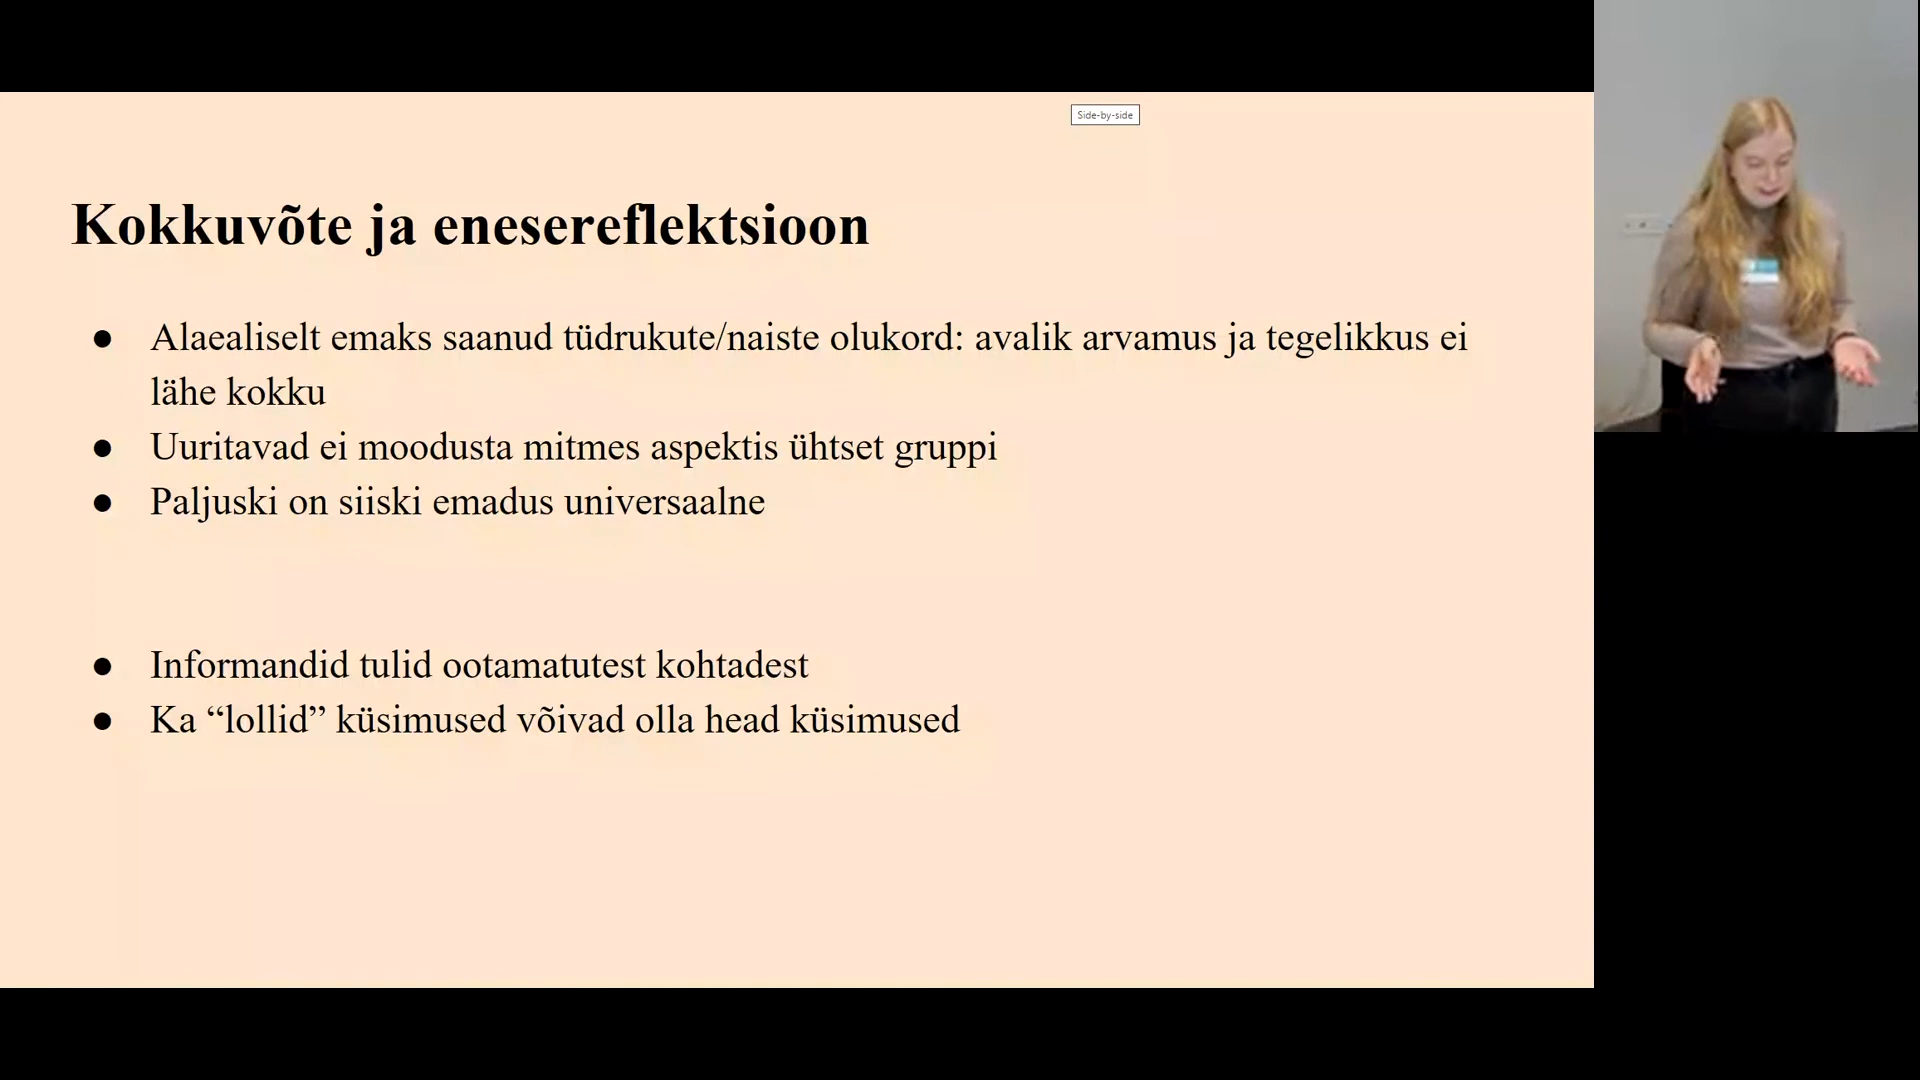 Side-by-side
Kokkuvõte ja enesereflektsioon
● Alaealiselt emaks saanud tüdrukute/naiste olukord: avalik arvamus ja tegelikkus ei
lähe kokku
● Uuritavad ei moodusta mitmes aspektis ühtset gruppi
● Paljuski on siiski emadus universaalne
● Informandid tulid ootamatutest kohtadest
● Ka “lollid” küsimused võivad olla head küsimused